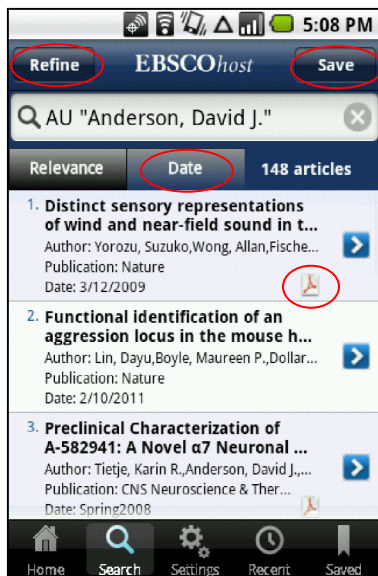 5:08 PM
Refine
EBSCOhost
Save
AU "Anderson, David J."
Relevance
Date
148 articles
1. Distinct sensory representations
of wind and near-field sound in t...
Author: Yorozu, Suzuko,Wong, Allan,Fische...
Publication: Nature
Date: 3/12/2009
2. Functional identification of an
aggression locus in the mouse h...
Author: Lin, Dayu,Boyle, Maureen P.,Dollar...
Publication: Nature
Date: 2/10/2011
3. Preclinical Characterization of
A-582941: A Novel α7 Neuronal ...
Author: Tietje, Karin R.,Anderson, David J.,...
Publication: CNS Neuroscience & Ther...
Date: Spring2008
Home
Search
Settings
Recent
Saved